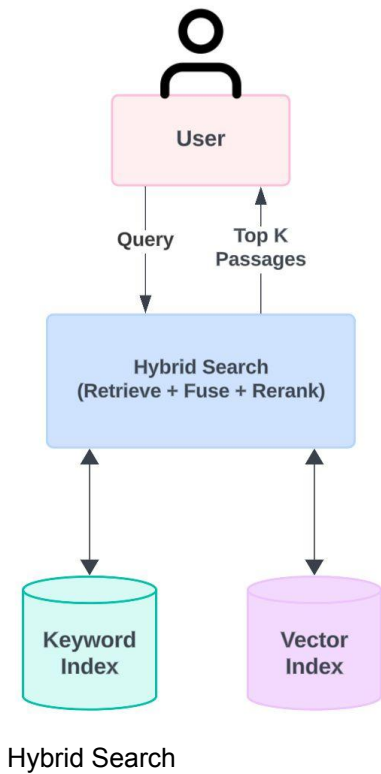 User
Query
Top K
Passages
Hybrid Search
(Retrieve + Fuse + Rerank)
Keyword
Index
Vector
Index
Hybrid Search